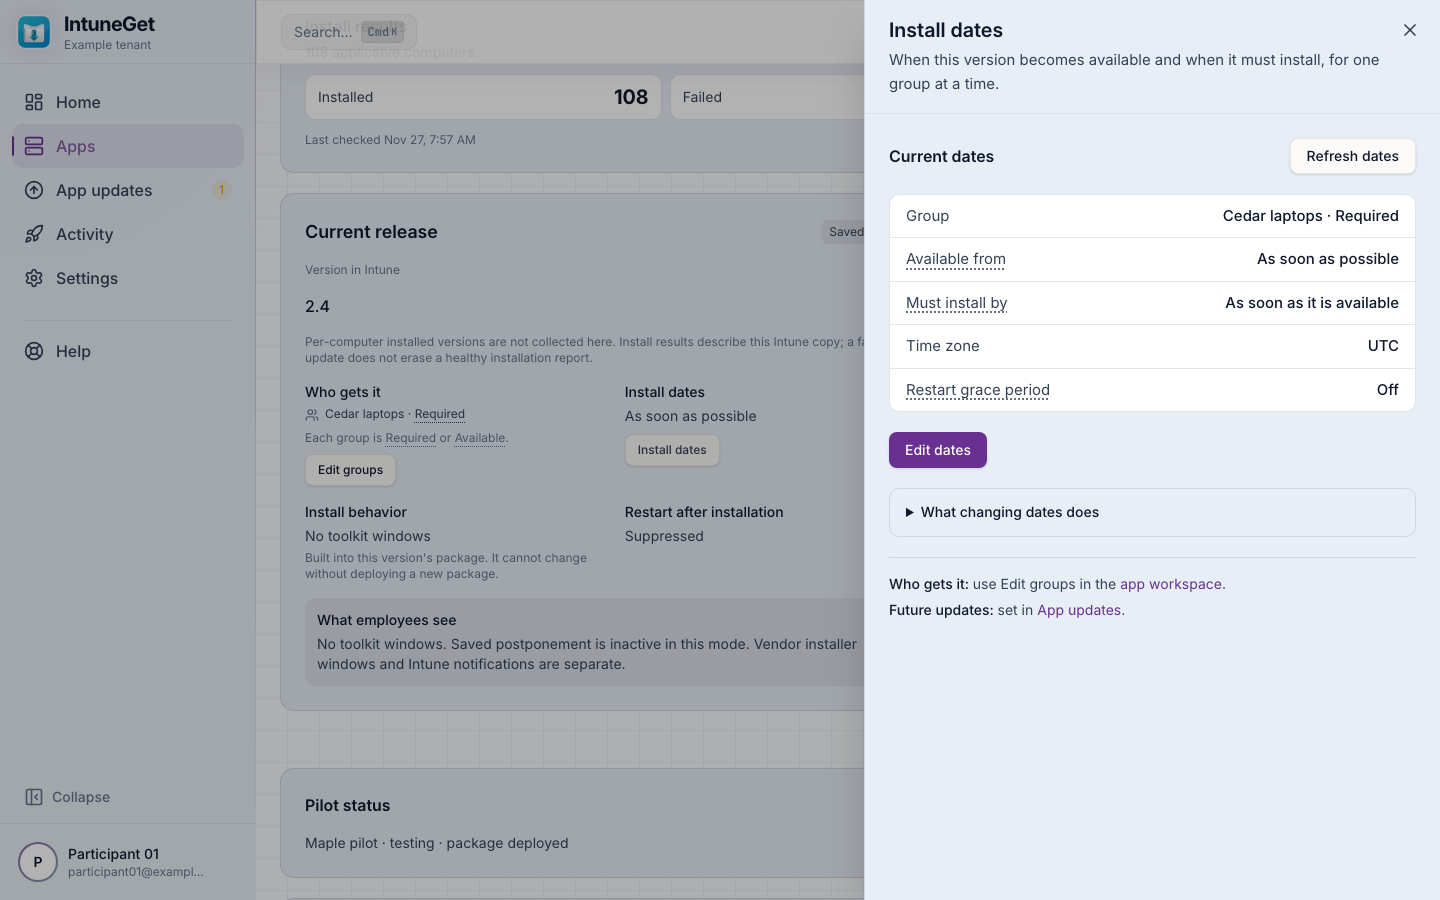 IntuneGet
Example tenant
Home
Apps
App updates
1
Activity
Settings
Help
Collapse
P
Participant 01
participant01@exampl...
Install results
Search...
Cmd K
108 applicable computers
Installed
108
Failed
Last checked Nov 27, 7:57 AM
Current release
Saved
Version in Intune
2.4
Per-computer installed versions are not collected here. Install results describe this Intune copy; a fa
update does not erase a healthy installation report.
Who gets it
Cedar laptops · Required
Each group is Required or Available.
Edit groups
Install dates
As soon as possible
Install dates
Install behavior
No toolkit windows
Built into this version's package. It cannot change
without deploying a new package.
Restart after installation
Suppressed
What employees see
No toolkit windows. Saved postponement is inactive in this mode. Vendor installer
windows and Intune notifications are separate.
Pilot status
Maple pilot · testing · package deployed
Install dates
When this version becomes available and when it must install, for one
group at a time.
Current dates
Refresh dates
Group
Cedar laptops · Required
Available from
As soon as possible
Must install by
As soon as it is available
Time zone
UTC
Restart grace period
Off
Edit dates
What changing dates does
Who gets it: use Edit groups in the app workspace.
Future updates: set in App updates.